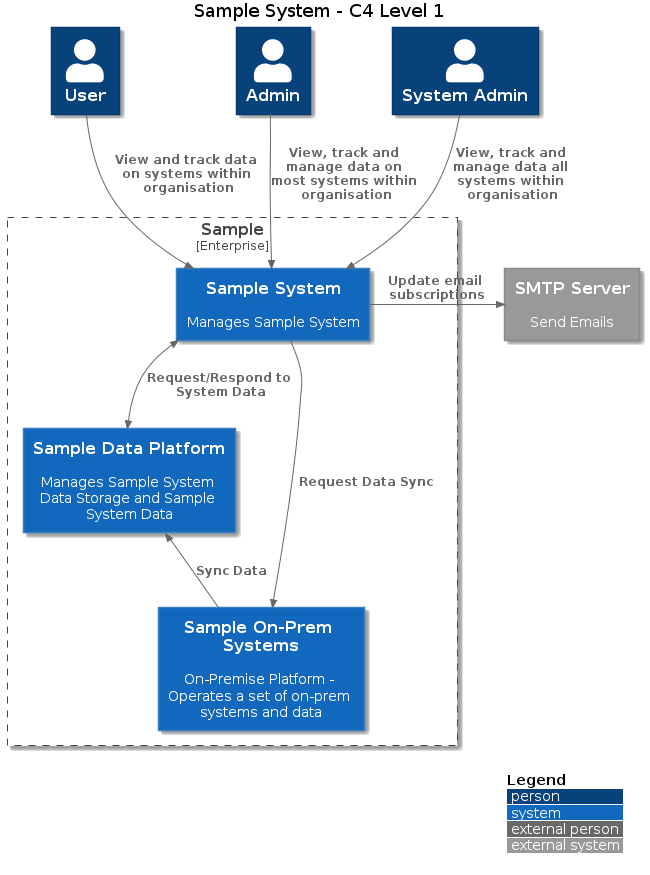 Sample System - C4 Level 1
User
Admin
System Admin
View and track data
on systems within
organisation
View, track and
manage data on
most systems within
organisation
View, track and
manage data all
systems within
organisation
Sample
[Enterprise]
Sample System
Manages Sample System
Update email
subscriptions
SMTP Server
Send Emails
Request/Respond to
System Data
Sample Data Platform
Manages Sample System
Data Storage and Sample
System Data
Request Data Sync
Sync Data
Sample On-Prem
Systems
On-Premise Platform -
Operates a set of on-prem
systems and data
Legend
person
system
external person
external system